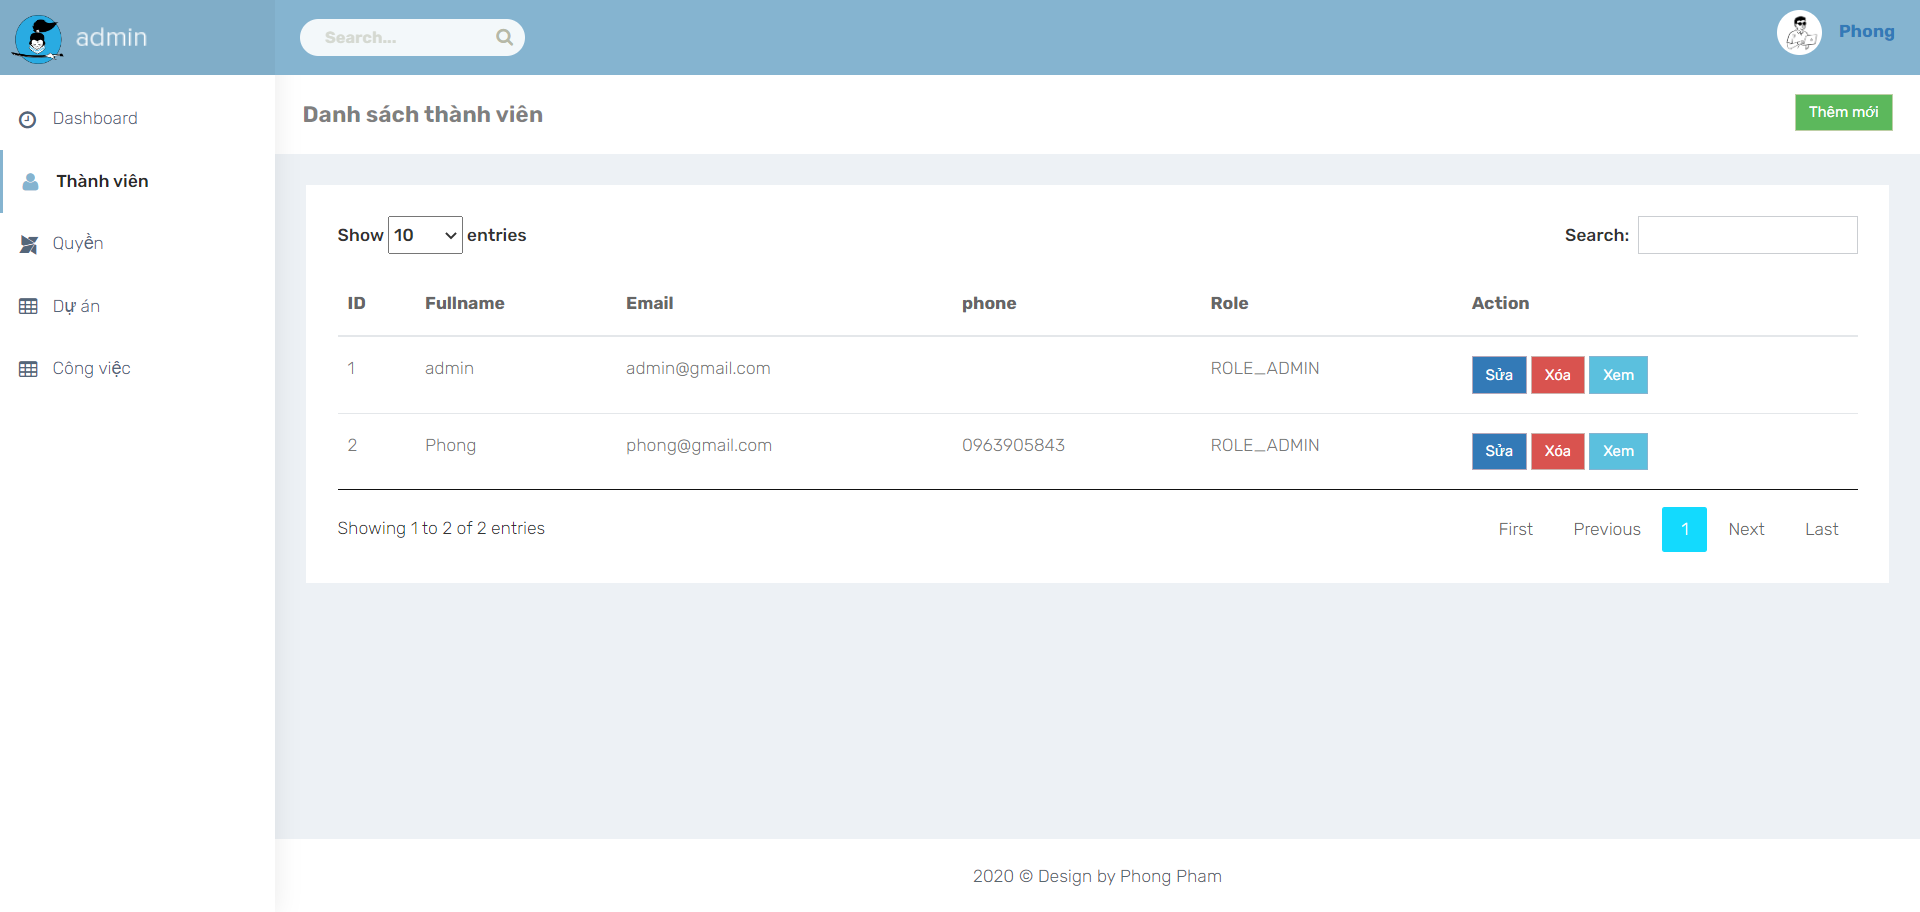 admin
Search...
Phong
Dashboard
Thành viên
Quyền
Dự án
Công việc
Danh sách thành viên
Thêm mới
Show 10 entries
Search:
ID Fullname Email phone Role Action
1 admin admin@gmail.com ROLE_ADMIN Sửa Xóa Xem
2 Phong phong@gmail.com 0963905843 ROLE_ADMIN Sửa Xóa Xem
Showing 1 to 2 of 2 entries
First Previous 1 Next Last
2020 © Design by Phong Pham